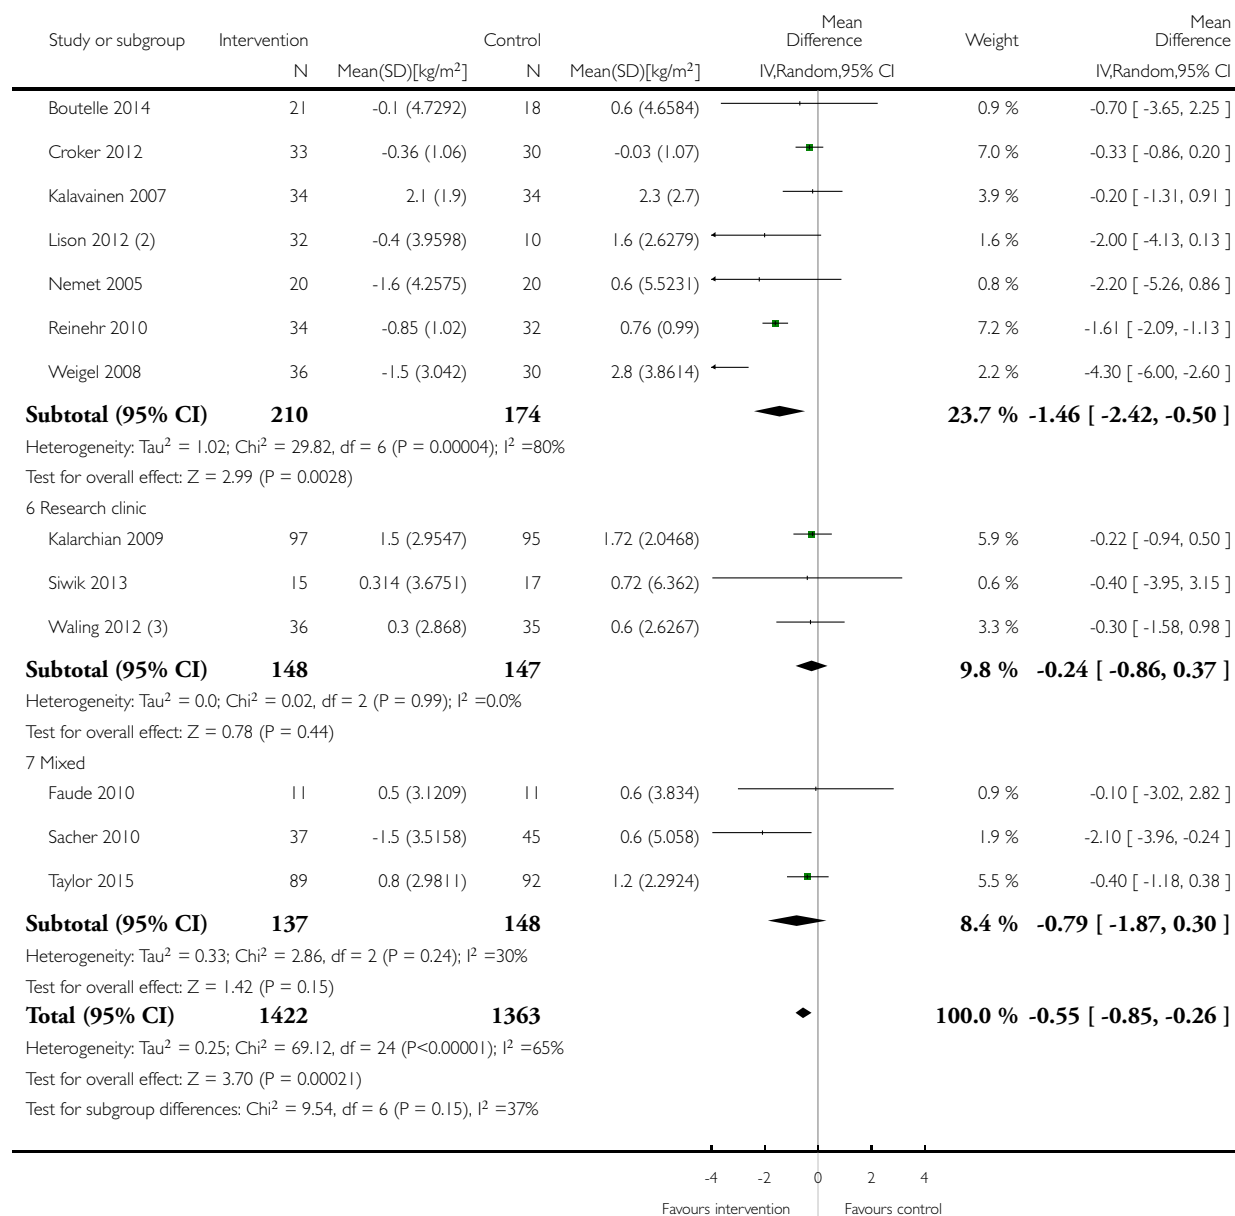 Mean Mean
Study or subgroup Intervention Control Difference Weight Difference
N Mean(SD)[kg/m²] N Mean(SD)[kg/m²] IV,Random,95% CI IV,Random,95% CI
Boutelle 2014 21 -0.1 (4.7292) 18 0.6 (4.6584) 0.9 % -0.70 [ -3.65, 2.25 ]
Croker 2012 33 -0.36 (1.06) 30 -0.03 (1.07) 7.0 % -0.33 [ -0.86, 0.20 ]
Kalavainen 2007 34 2.1 (1.9) 34 2.3 (2.7) 3.9 % -0.20 [ -1.31, 0.91 ]
Lison 2012 (2) 32 -0.4 (3.9598) 10 1.6 (2.6279) 1.6 % -2.00 [ -4.13, 0.13 ]
Nemet 2005 20 -1.6 (4.2575) 20 0.6 (5.5231) 0.8 % -2.20 [ -5.26, 0.86 ]
Reinehr 2010 34 -0.85 (1.02) 32 0.76 (0.99) 7.2 % -1.61 [ -2.09, -1.13 ]
Weigel 2008 36 -1.5 (3.042) 30 2.8 (3.8614) 2.2 % -4.30 [ -6.00, -2.60 ]
Subtotal (95% CI) 210 174 23.7 % -1.46 [ -2.42, -0.50 ]
Heterogeneity: Tau² = 1.02; Chi² = 29.82, df = 6 (P = 0.00004); I² =80%
Test for overall effect: Z = 2.99 (P = 0.0028)
6 Research clinic
Kalarchian 2009 97 1.5 (2.9547) 95 1.72 (2.0468) 5.9 % -0.22 [ -0.94, 0.50 ]
Siwik 2013 15 0.314 (3.6751) 17 0.72 (6.362) 0.6 % -0.40 [ -3.95, 3.15 ]
Waling 2012 (3) 36 0.3 (2.868) 35 0.6 (2.6267) 3.3 % -0.30 [ -1.58, 0.98 ]
Subtotal (95% CI) 148 147 9.8 % -0.24 [ -0.86, 0.37 ]
Heterogeneity: Tau² = 0.0; Chi² = 0.02, df = 2 (P = 0.99); I² =0.0%
Test for overall effect: Z = 0.78 (P = 0.44)
7 Mixed
Faude 2010 11 0.5 (3.1209) 11 0.6 (3.834) 0.9 % -0.10 [ -3.02, 2.82 ]
Sacher 2010 37 -1.5 (3.5158) 45 0.6 (5.058) 1.9 % -2.10 [ -3.96, -0.24 ]
Taylor 2015 89 0.8 (2.9811) 92 1.2 (2.2924) 5.5 % -0.40 [ -1.18, 0.38 ]
Subtotal (95% CI) 137 148 8.4 % -0.79 [ -1.87, 0.30 ]
Heterogeneity: Tau² = 0.33; Chi² = 2.86, df = 2 (P = 0.24); I² =30%
Test for overall effect: Z = 1.42 (P = 0.15)
Total (95% CI) 1422 1363 100.0 % -0.55 [ -0.85, -0.26 ]
Heterogeneity: Tau² = 0.25; Chi² = 69.12, df = 24 (P<0.00001); I² =65%
Test for overall effect: Z = 3.70 (P = 0.00021)
Test for subgroup differences: Chi² = 9.54, df = 6 (P = 0.15), I² =37%
-4 -2 0 2 4
Favours intervention Favours control